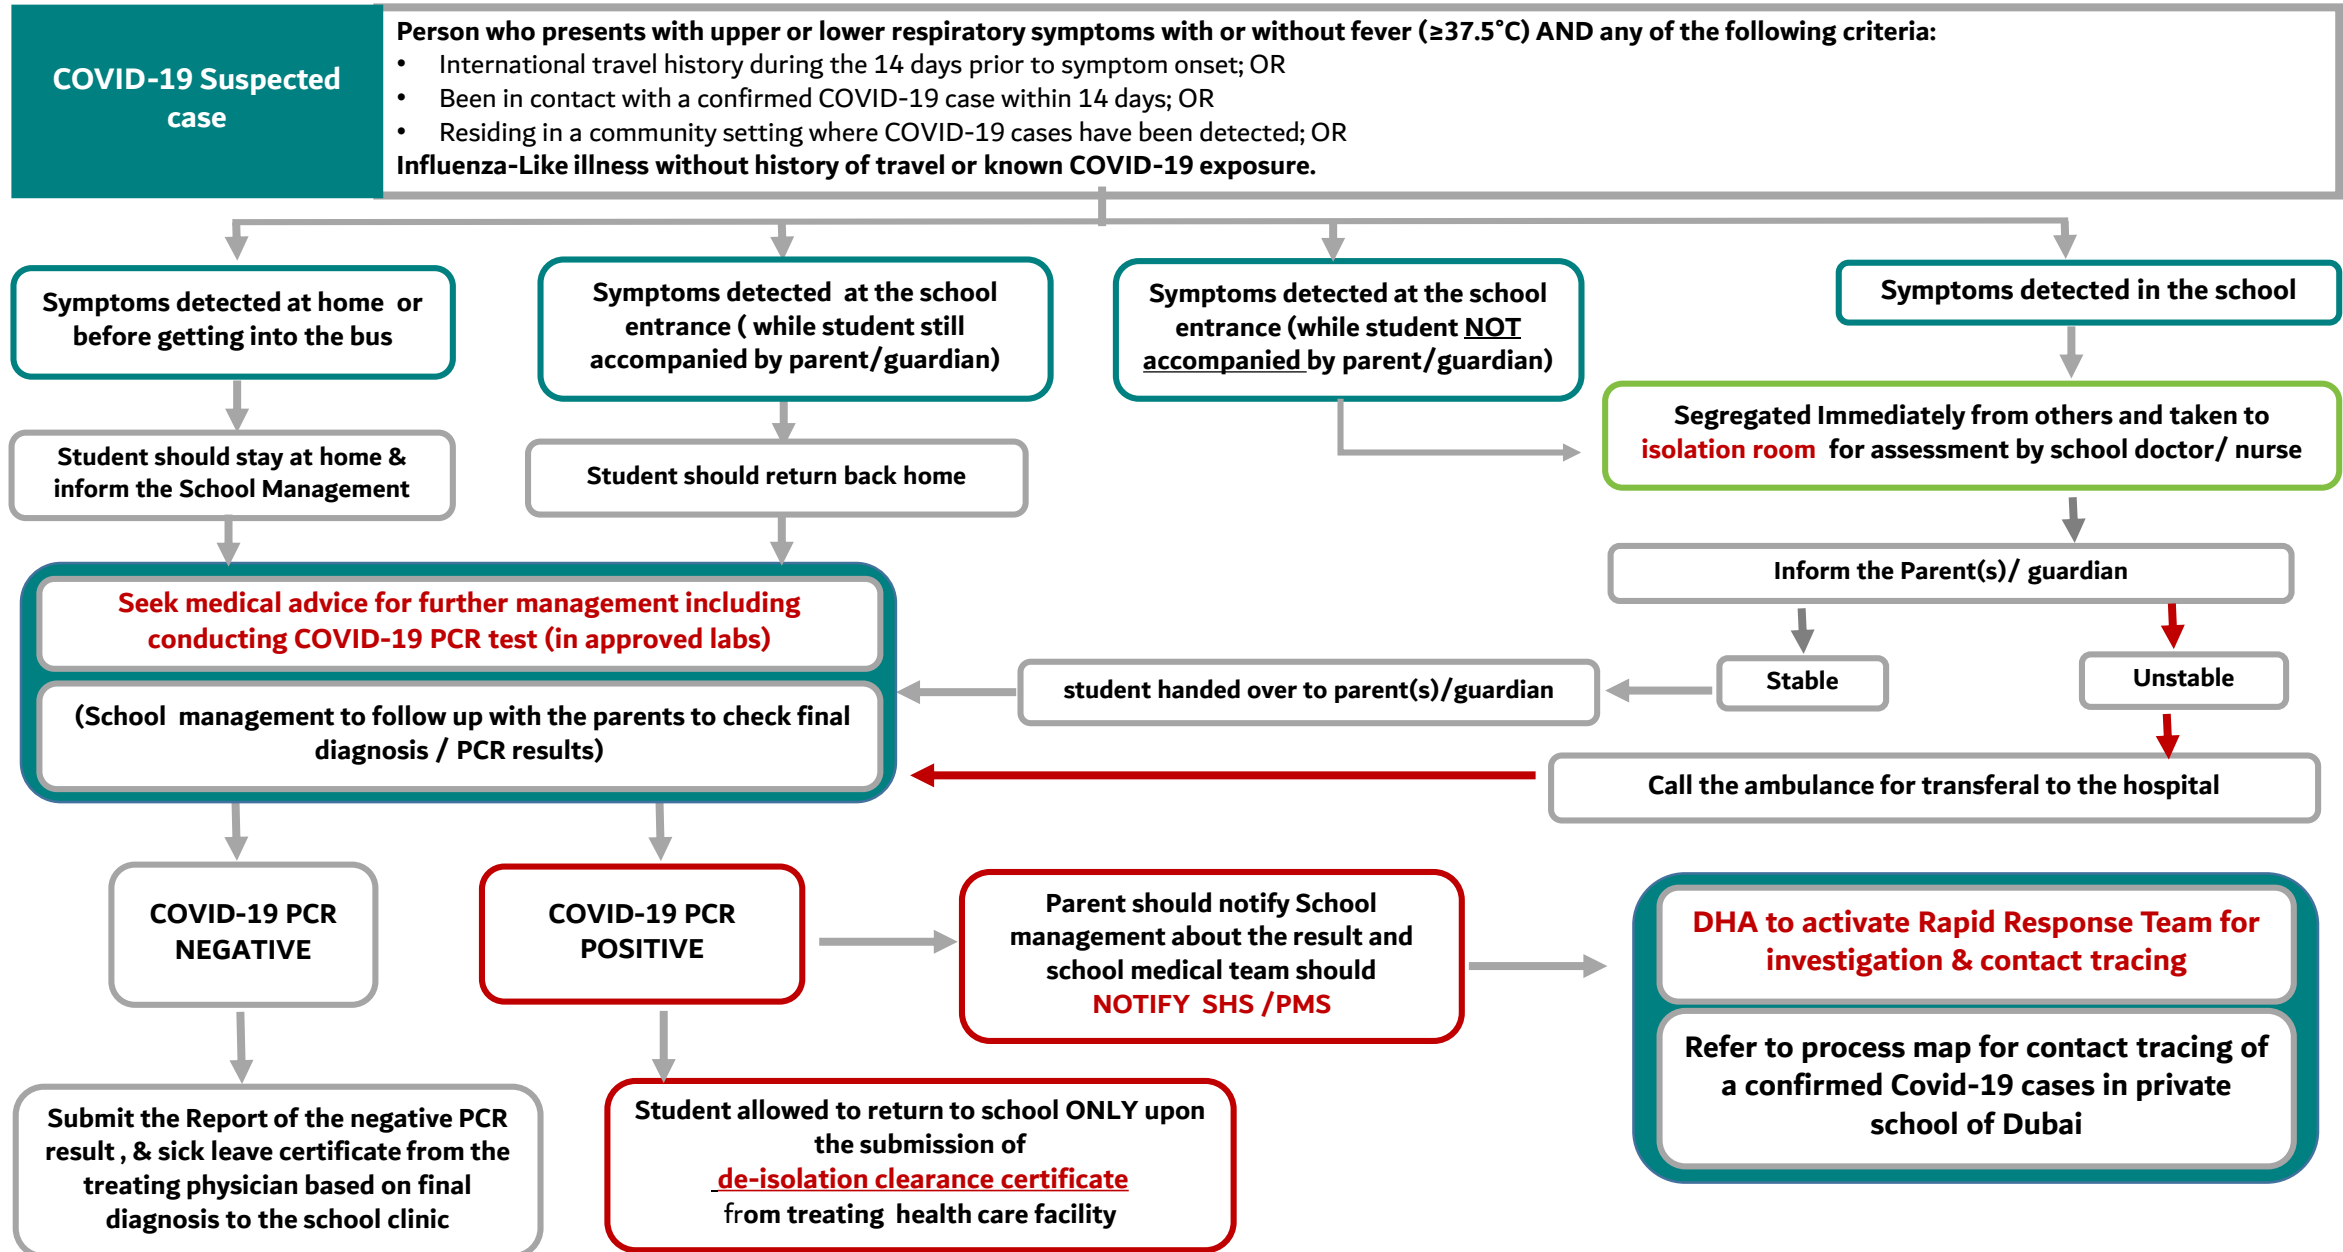 COVID-19 Suspected
case
Person who presents with upper or lower respiratory symptoms with or without fever (≥37.5°C) AND any of the following criteria:
• International travel history during the 14 days prior to symptom onset; OR
• Been in contact with a confirmed COVID-19 case within 14 days; OR
• Residing in a community setting where COVID-19 cases have been detected; OR
Influenza-Like illness without history of travel or known COVID-19 exposure.
Symptoms detected at home or
before getting into the bus
Symptoms detected at the school
entrance ( while student still
accompanied by parent/guardian)
Symptoms detected at the school
entrance (while student NOT
accompanied by parent/guardian)
Symptoms detected in the school
Student should stay at home &
inform the School Management
Student should return back home
Segregated Immediately from others and taken to
isolation room for assessment by school doctor/ nurse
Inform the Parent(s)/ guardian
Seek medical advice for further management including
conducting COVID-19 PCR test (in approved labs)
(School management to follow up with the parents to check final
diagnosis / PCR results)
student handed over to parent(s)/guardian
Stable
Unstable
Call the ambulance for transferal to the hospital
COVID-19 PCR
NEGATIVE
COVID-19 PCR
POSITIVE
Parent should notify School
management about the result and
school medical team should
NOTIFY SHS /PMS
DHA to activate Rapid Response Team for
investigation & contact tracing
Refer to process map for contact tracing of
a confirmed Covid-19 cases in private
school of Dubai
Submit the Report of the negative PCR
result , & sick leave certificate from the
treating physician based on final
diagnosis to the school clinic
Student allowed to return to school ONLY upon
the submission of
de-isolation clearance certificate
from treating health care facility